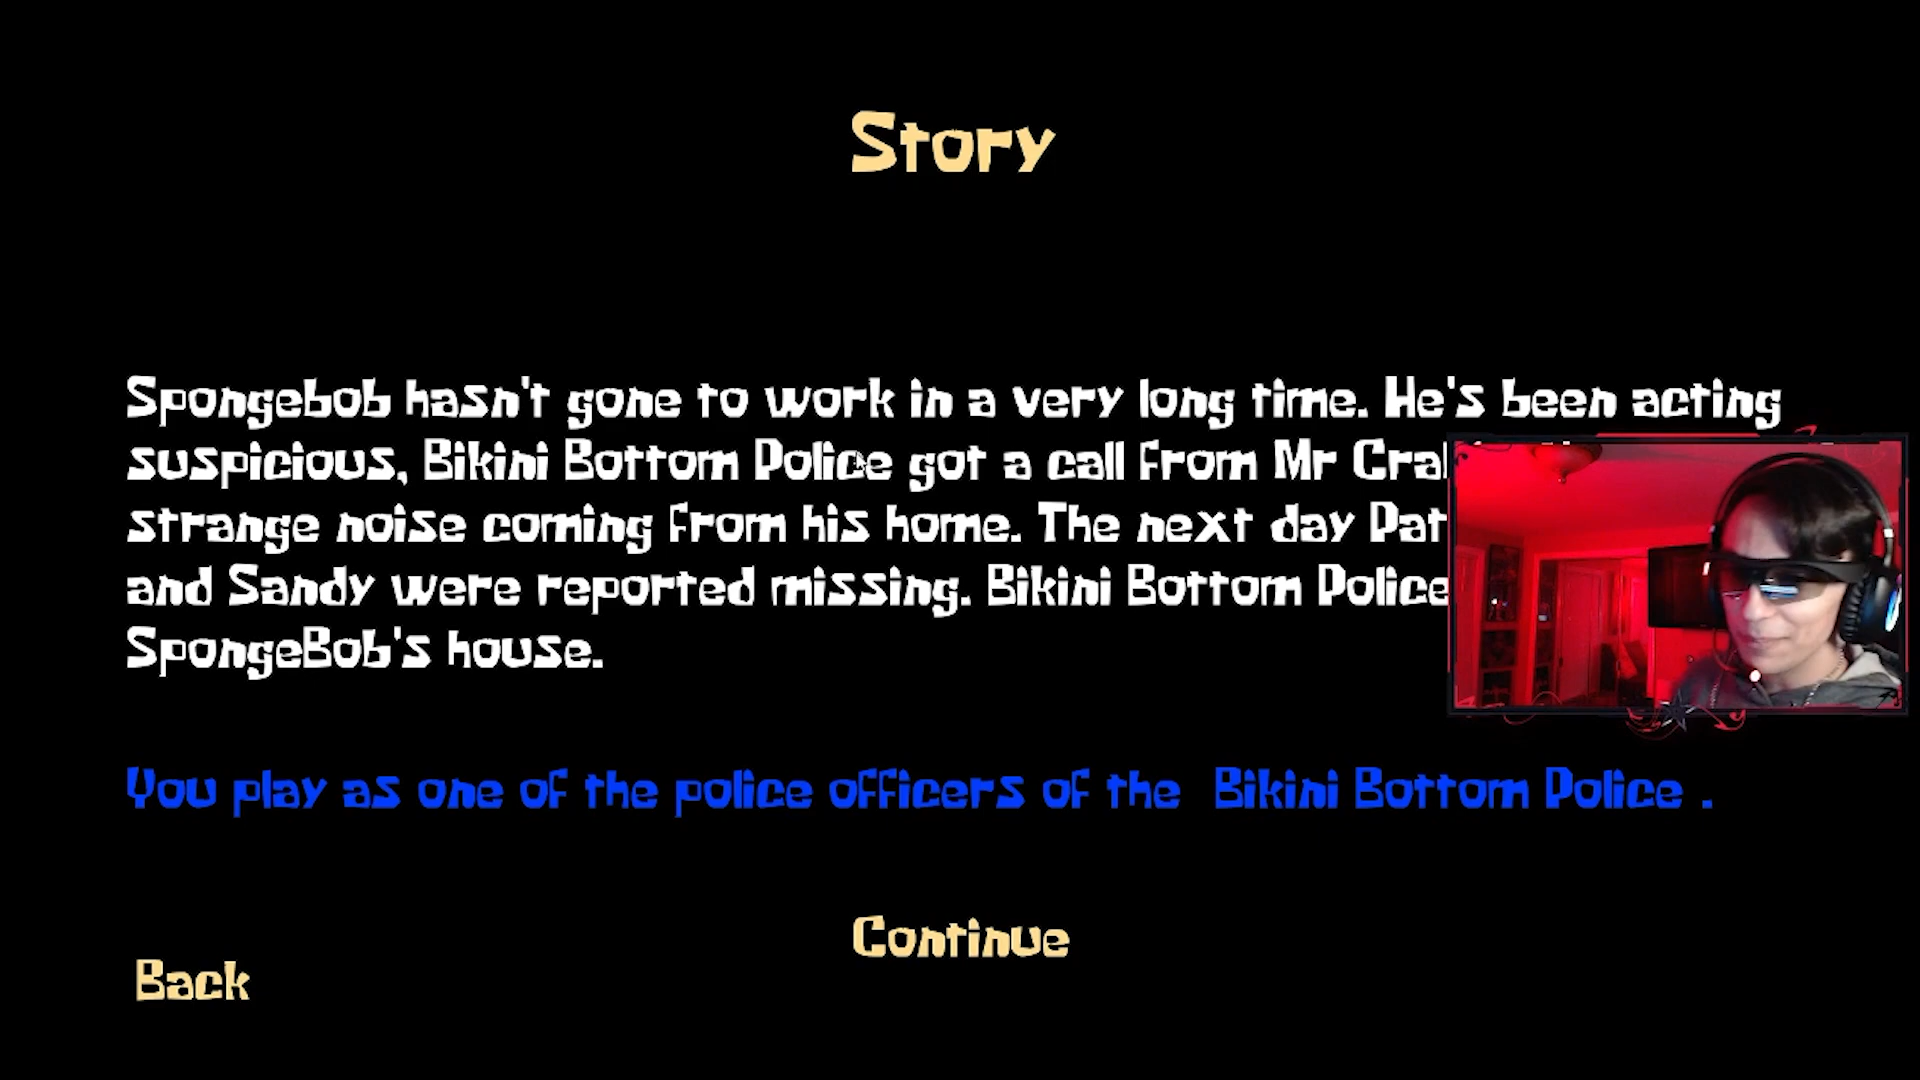 Story
Spongebob hasn't gone to work in a very long time. He's been acting
suspicious, Bikini Bottom Police got a call from Mr
strange noise coming from his home. The next day
and Sandy were reported missing. Bikini Bottom Police
SpongeBob's house.
You play as one of the police officers of the Bikini Bottom Police .
Continue
Back